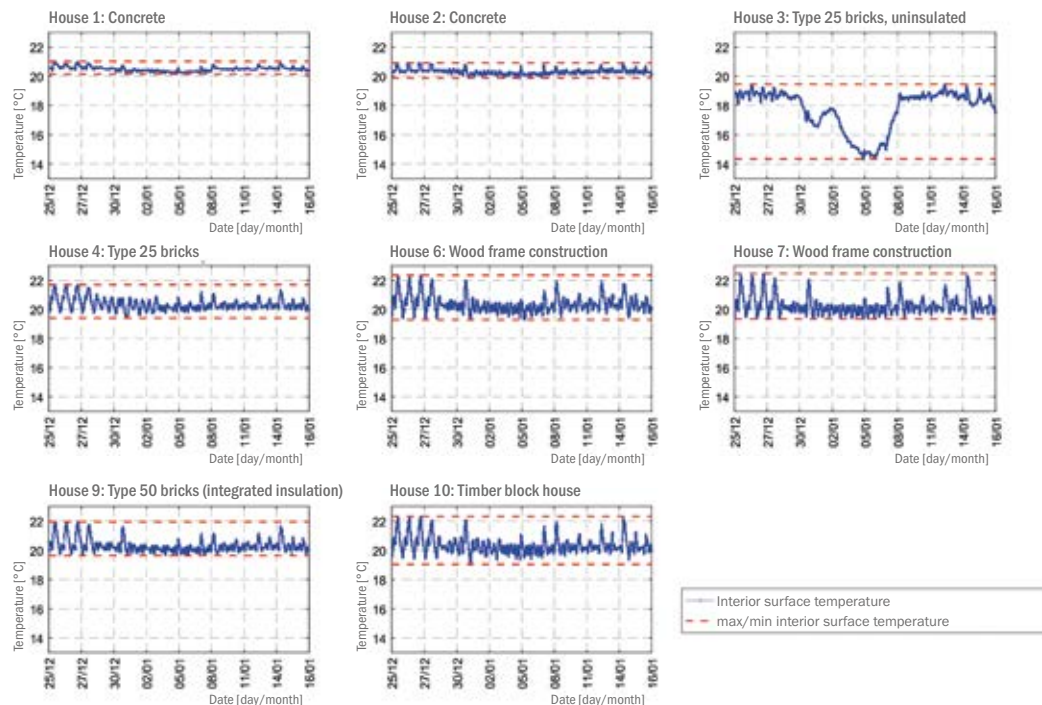 House 1: Concrete
Temperature [°C]
22
20
18
16
14
25/12 27/12 30/12 02/01 05/01 08/01 11/01 14/01 16/01
Date [day/month]
House 2: Concrete
Temperature [°C]
22
20
18
16
14
25/12 27/12 30/12 02/01 05/01 08/01 11/01 14/01 16/01
Date [day/month]
House 3: Type 25 bricks, uninsulated
Temperature [°C]
22
20
18
16
14
25/12 27/12 30/12 02/01 05/01 08/01 11/01 14/01 16/01
Date [day/month]
House 4: Type 25 bricks
Temperature [°C]
22
20
18
16
14
25/12 27/12 30/12 02/01 05/01 08/01 11/01 14/01 16/01
Date [day/month]
House 6: Wood frame construction
Temperature [°C]
22
20
18
16
14
25/12 27/12 30/12 02/01 05/01 08/01 11/01 14/01 16/01
Date [day/month]
House 7: Wood frame construction
Temperature [°C]
22
20
18
16
14
25/12 27/12 30/12 02/01 05/01 08/01 11/01 14/01 16/01
Date [day/month]
House 9: Type 50 bricks (integrated insulation)
Temperature [°C]
22
20
18
16
14
25/12 27/12 30/12 02/01 05/01 08/01 11/01 14/01 16/01
Date [day/month]
House 10: Timber block house
Temperature [°C]
22
20
18
16
14
25/12 27/12 30/12 02/01 05/01 08/01 11/01 14/01 16/01
Date [day/month]
Interior surface temperature
max/min interior surface temperature